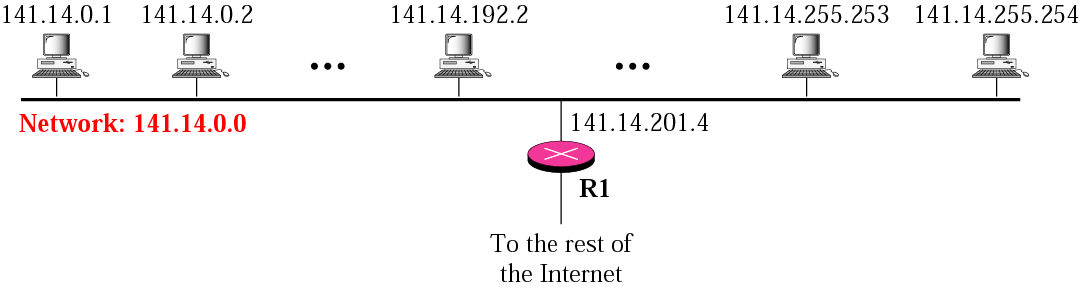 141.14.0.1
141.14.0.2
141.14.192.2
141.14.255.253
141.14.255.254
Network: 141.14.0.0
141.14.201.4
R1
To the rest of
the Internet